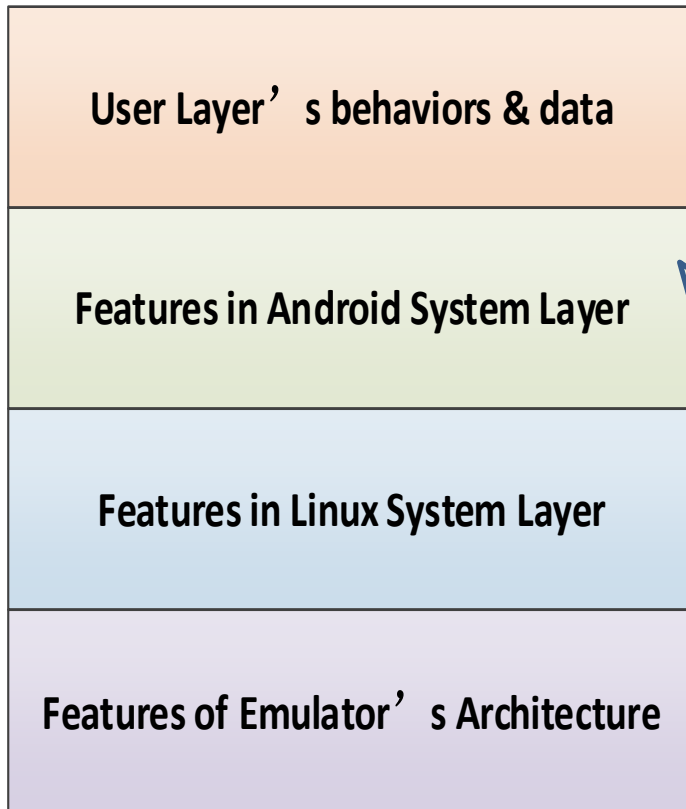 User Layer’s behaviors & data
Features in Android System Layer
Features in Linux System Layer
Features of Emulator’s Architecture